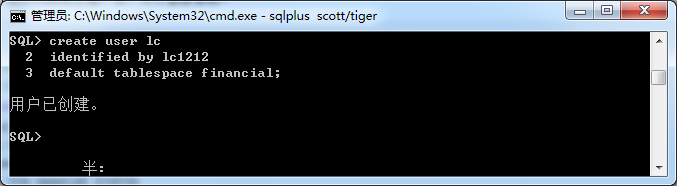 管理员: C:\Windows\System32\cmd.exe - sqlplus  scott/tiger
SQL> create user lc
  2  identified by lc1212
  3  default tablespace financial;
用户已创建。
SQL>
半: